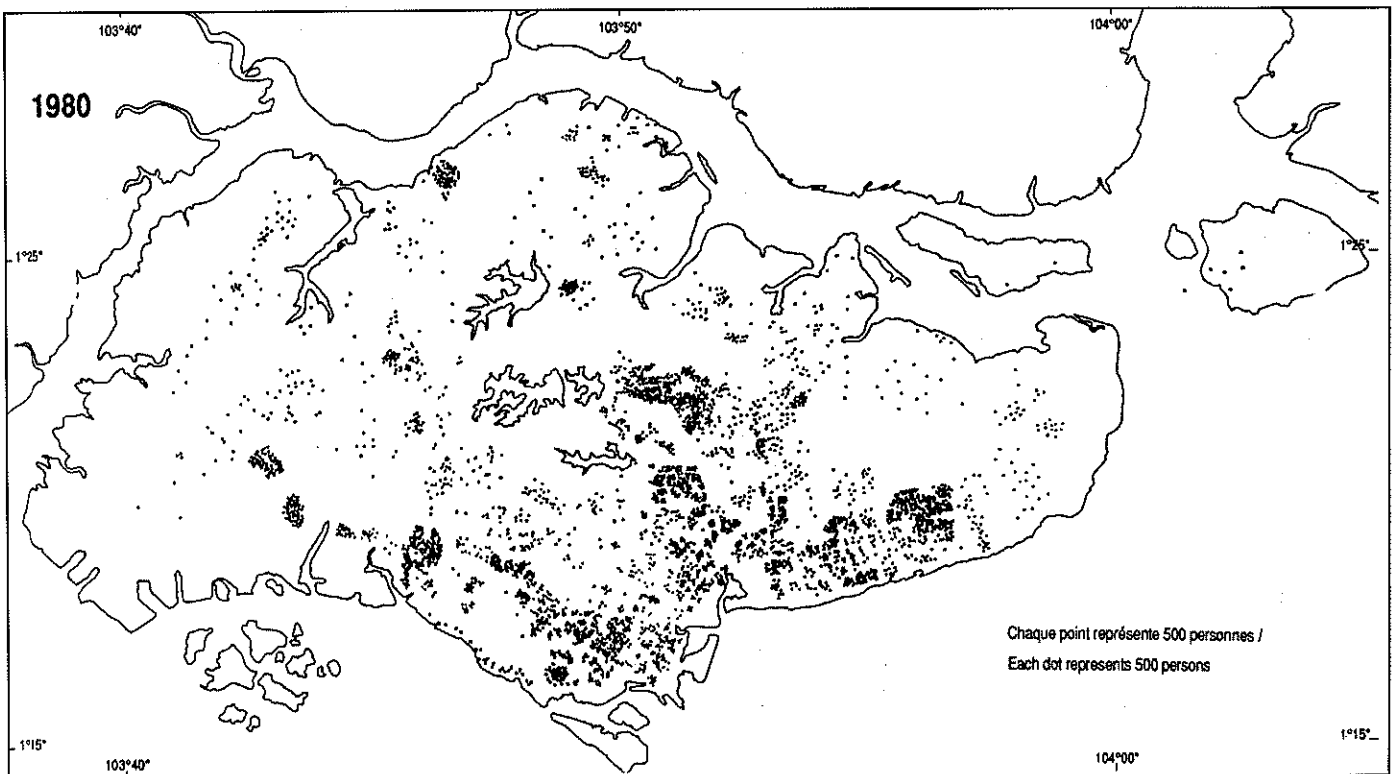 103°40" 103°50" 104°00"
1980
1°25" 1°25"
Chaque point représente 500 personnes /
Each dot represents 500 persons
1°15" 1°15"
103°40" 104°00"